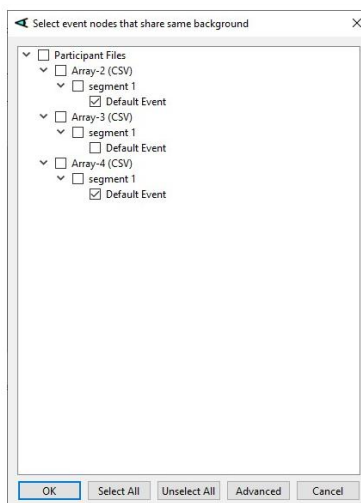 Select event nodes that share same background
Participant Files
Array-2 (CSV)
segment 1
Default Event
Array-3 (CSV)
segment 1
Default Event
Array-4 (CSV)
segment 1
Default Event
OK Select All Unselect All Advanced Cancel